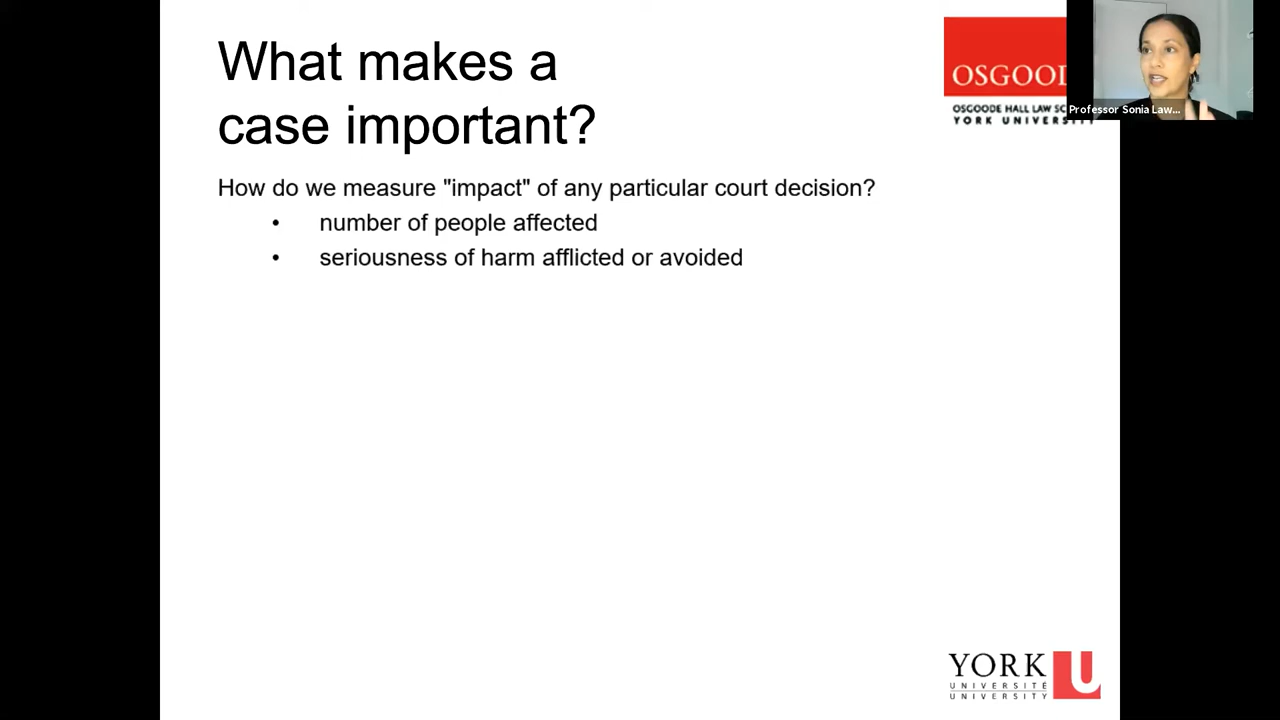 What makes a
case important?
How do we measure "impact" of any particular court decision?
• number of people affected
• seriousness of harm afflicted or avoided
OSGOOD
OSGOODE HALL LAW SC
YORK UNIVERSITY
Professor Sonia Law...
YORK
UNIVERSITÉ
UNIVERSITY
U